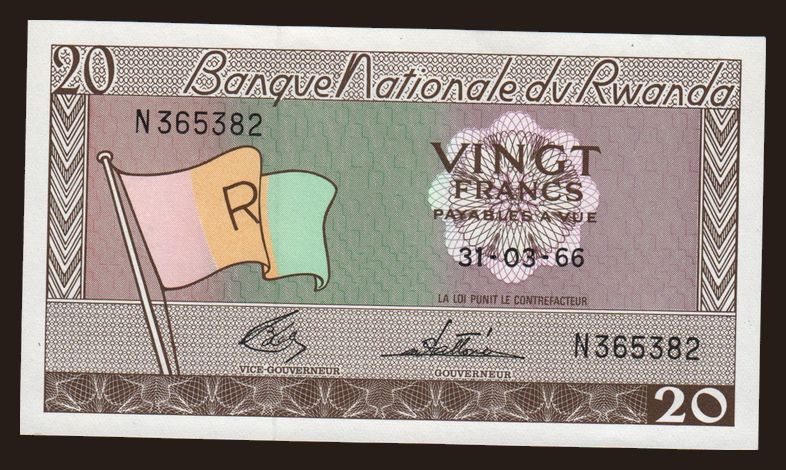 20 Banque Nationale du Rwanda
N365382
VINGT
FRANCS
PAYABLES A VUE
31-03-66
R
LA LOI PUNIT LE CONTREFACTEUR
N365382
VICE-GOUVERNEUR
GOUVERNEUR
20